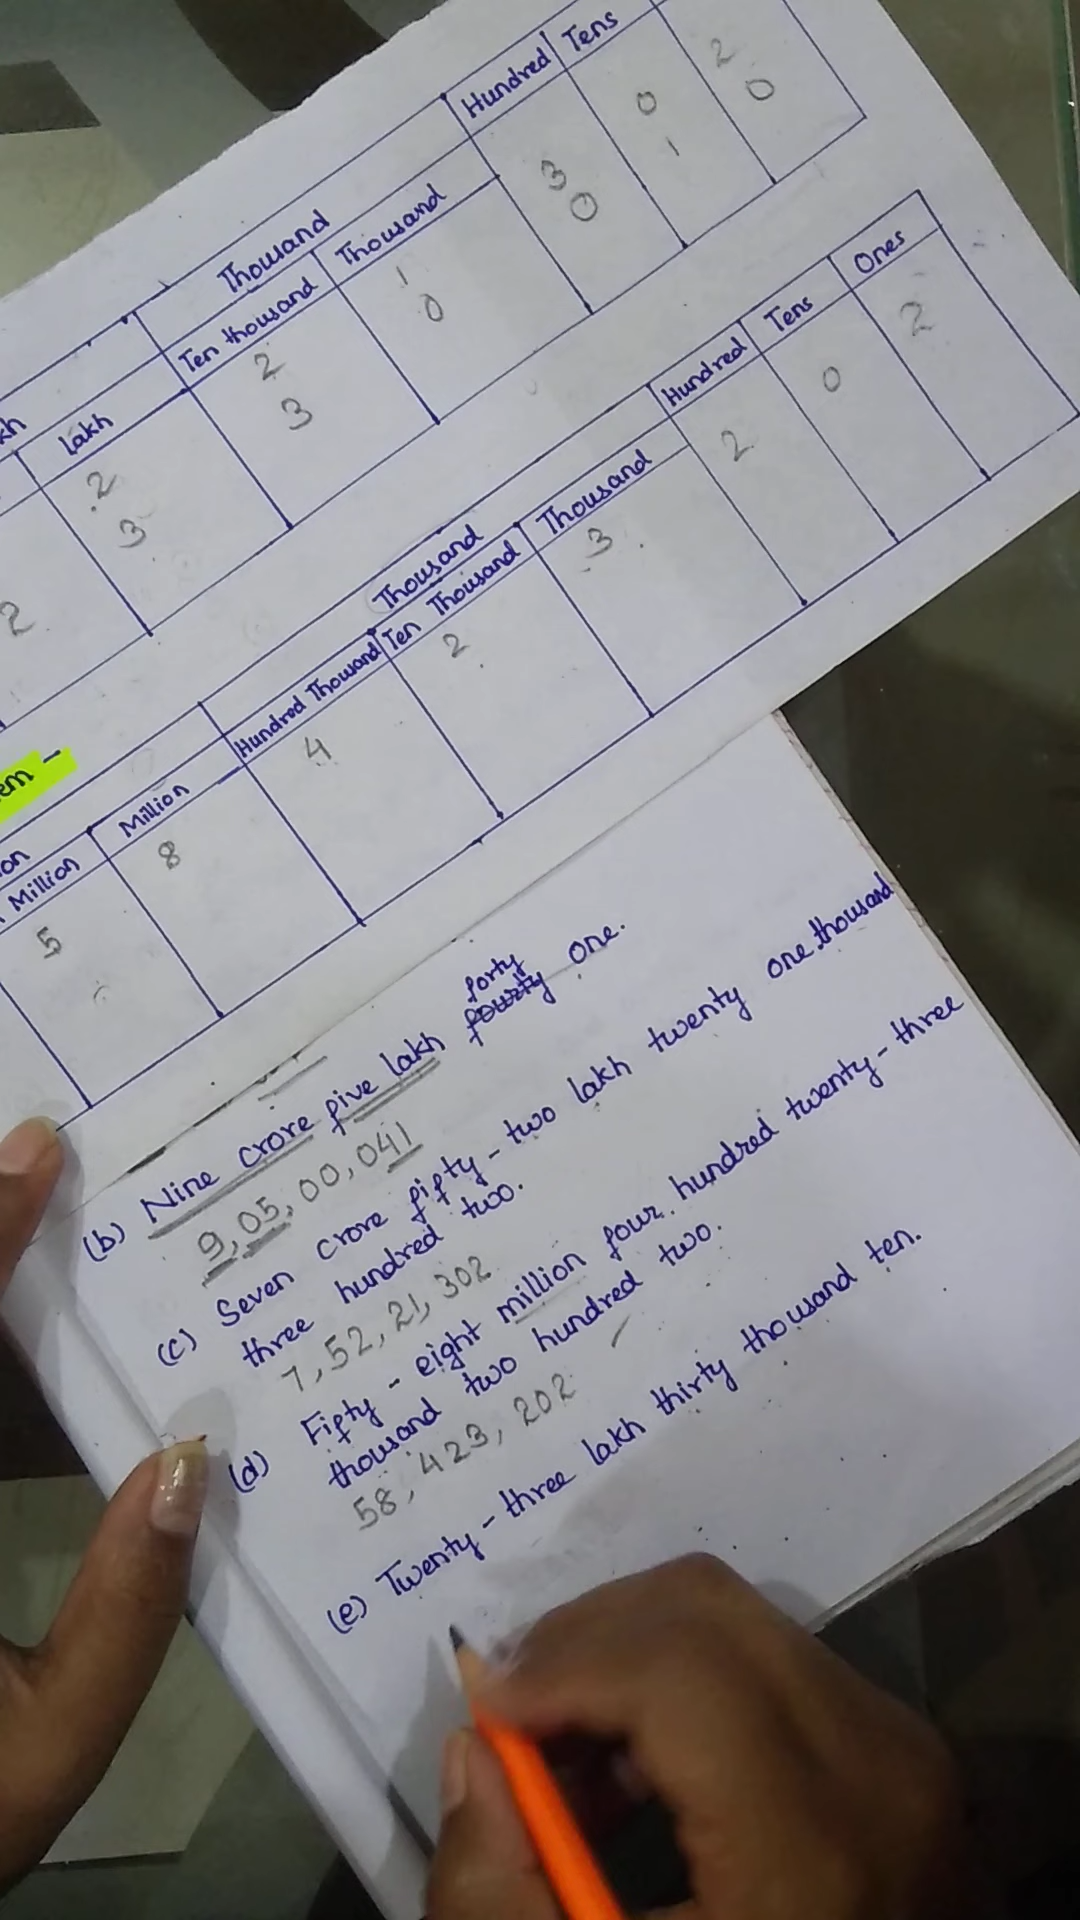 Hundred Tens
Thousand
Ten thousand Thousand
Lakh
2 2 1 3 0 2
2 3 3 0 0 1 0
Thousand Hundred Tens Ones
Million Hundred Thousand Ten Thousand Thousand
Million
5 8 4 2 3 2 0 2
forty
(b) Nine crore five lakh fourty one.
9,05,00,041
(c) Seven crore fifty-two lakh twenty one thousand
three hundred two.
7,52,21,302
(d) Fifty-eight million four hundred twenty-three
thousand two hundred two.
58,423,202
(e) Twenty-three lakh thirty thousand ten.